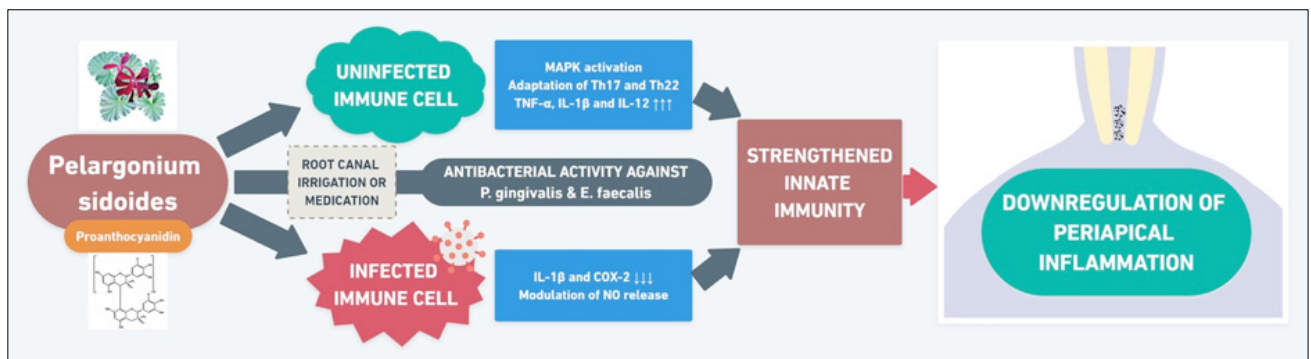 Pelargonium
sidoides
Proanthocyanidin
UNINFECTED
IMMUNE CELL
MAPK activation
Adaptation of Th17 and Th22
TNF-α, IL-1β and IL-12 ↑↑↑
ROOT CANAL
IRRIGATION OR
MEDICATION
ANTIBACTERIAL ACTIVITY AGAINST
P. gingivalis & E. faecalis
INFECTED
IMMUNE CELL
IL-1β and COX-2 ↓↓↓
Modulation of NO release
STRENGTHENED
INNATE
IMMUNITY
DOWNREGULATION OF
PERIAPICAL
INFLAMMATION